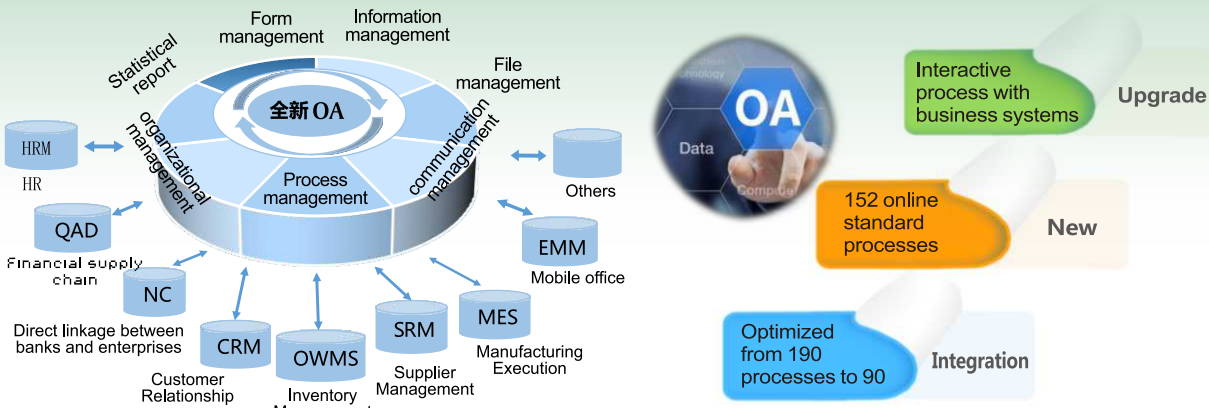 Form
management
Information
management
Statistical
report
File
management
全新 OA
organizational
management
Process
management
communication
management
HRM
HR
QAD
Financial supply
chain
NC
Direct linkage between
banks and enterprises
CRM
Customer
Relationship
OWMS
Inventory
SRM
Supplier
Management
MES
Manufacturing
Execution
EMM
Mobile office
Others
OA
Data
Interactive
process with
business systems
Upgrade
152 online
standard
processes
New
Optimized
from 190
processes to 90
Integration